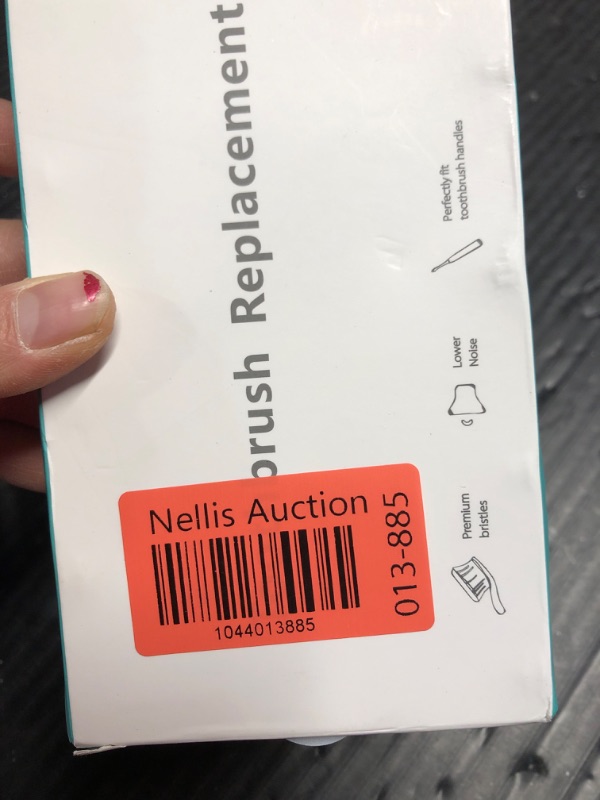 brush Replacement
Perfectly fit
toothbrush handles
Lower
Noise
Premium
bristles
Nellis Auction
1044013885
013-885